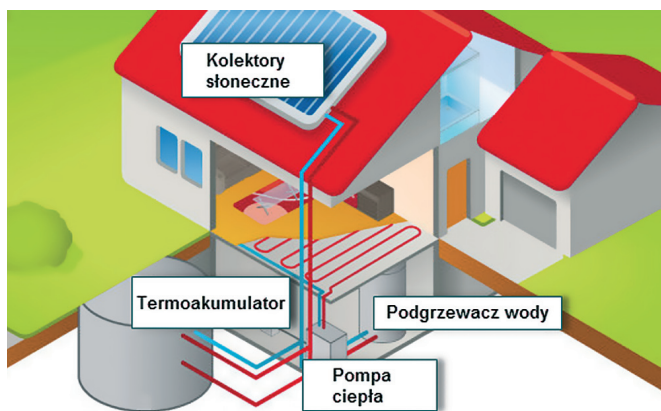 Kolektory
słoneczne
Termoakumulator
Podgrzewacz wody
Pompa
ciepła